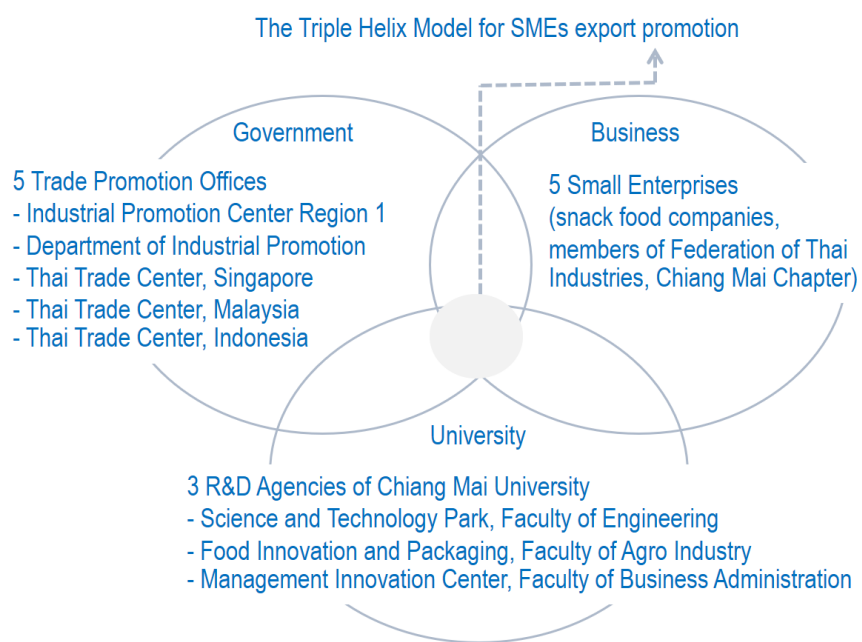 The Triple Helix Model for SMEs export promotion
Government
5 Trade Promotion Offices
- Industrial Promotion Center Region 1
- Department of Industrial Promotion
- Thai Trade Center, Singapore
- Thai Trade Center, Malaysia
- Thai Trade Center, Indonesia
Business
5 Small Enterprises
(snack food companies,
members of Federation of Thai
Industries, Chiang Mai Chapter)
University
3 R&D Agencies of Chiang Mai University
- Science and Technology Park, Faculty of Engineering
- Food Innovation and Packaging, Faculty of Agro Industry
- Management Innovation Center, Faculty of Business Administration